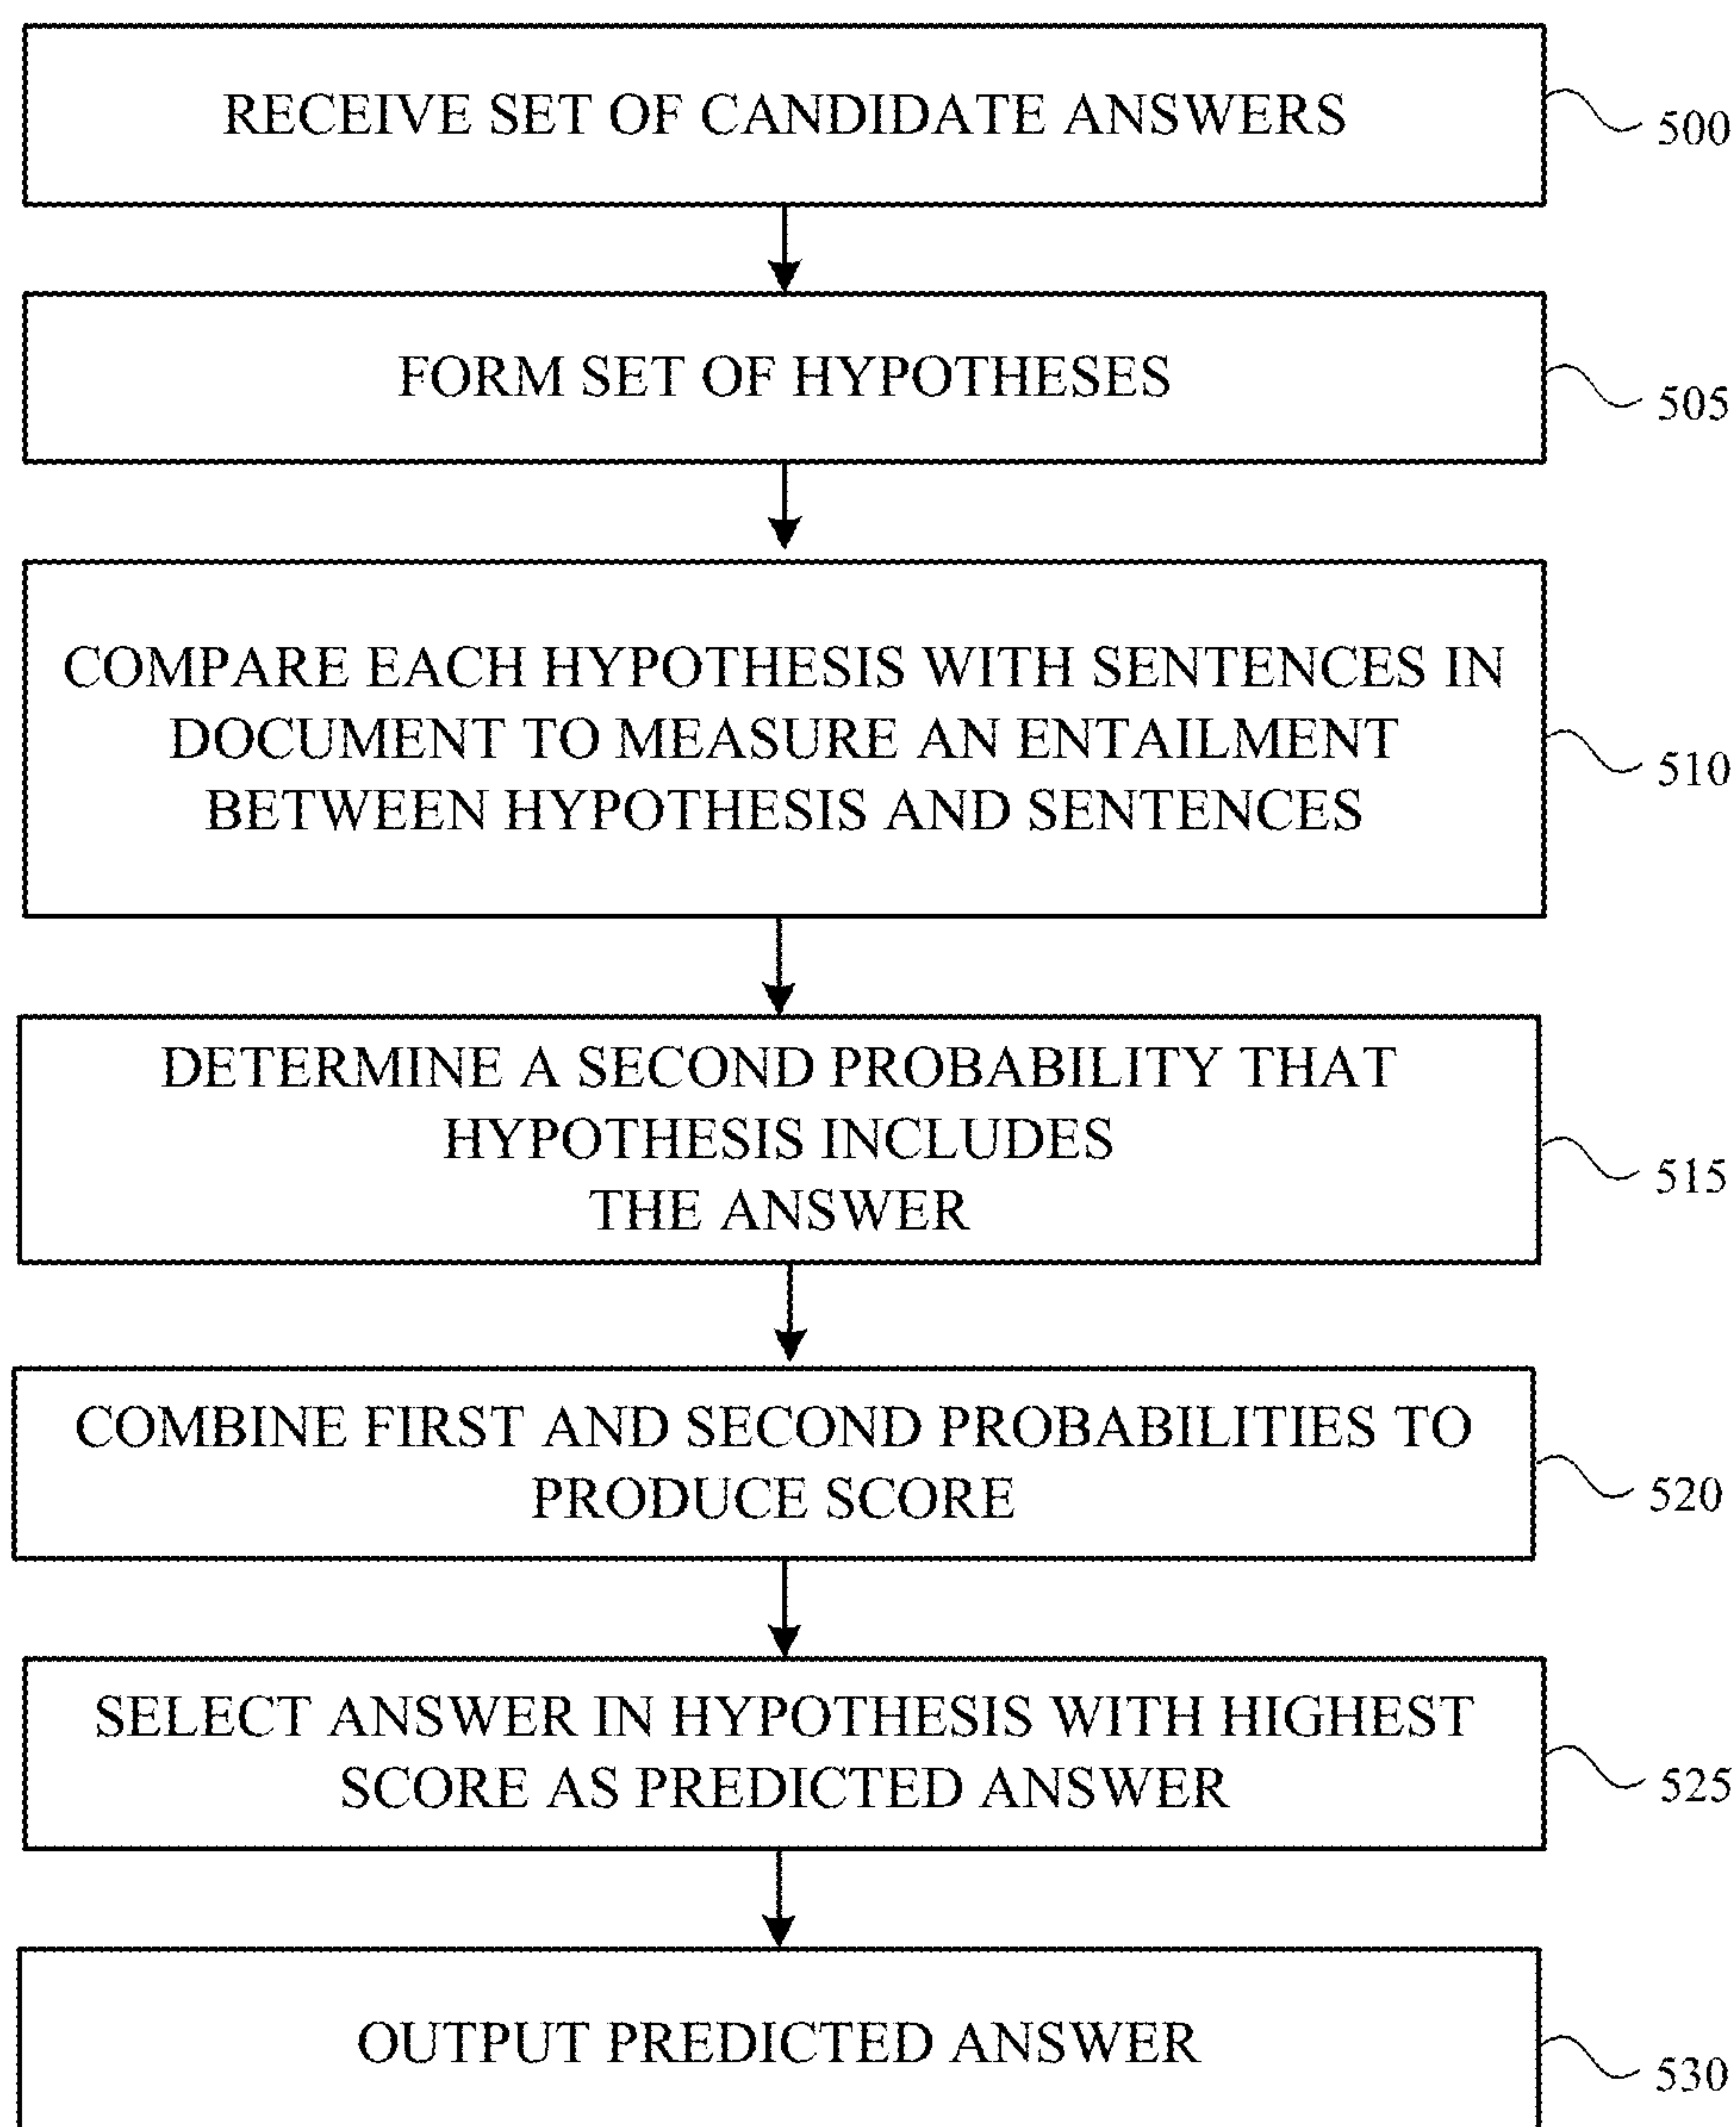 RECEIVE SET OF CANDIDATE ANSWERS
500
FORM SET OF HYPOTHESES
505
COMPARE EACH HYPOTHESIS WITH SENTENCES IN
DOCUMENT TO MEASURE AN ENTAILMENT
BETWEEN HYPOTHESIS AND SENTENCES
510
DETERMINE A SECOND PROBABILITY THAT
HYPOTHESIS INCLUDES
THE ANSWER
515
COMBINE FIRST AND SECOND PROBABILITIES TO
PRODUCE SCORE
520
SELECT ANSWER IN HYPOTHESIS WITH HIGHEST
SCORE AS PREDICTED ANSWER
525
OUTPUT PREDICTED ANSWER
530